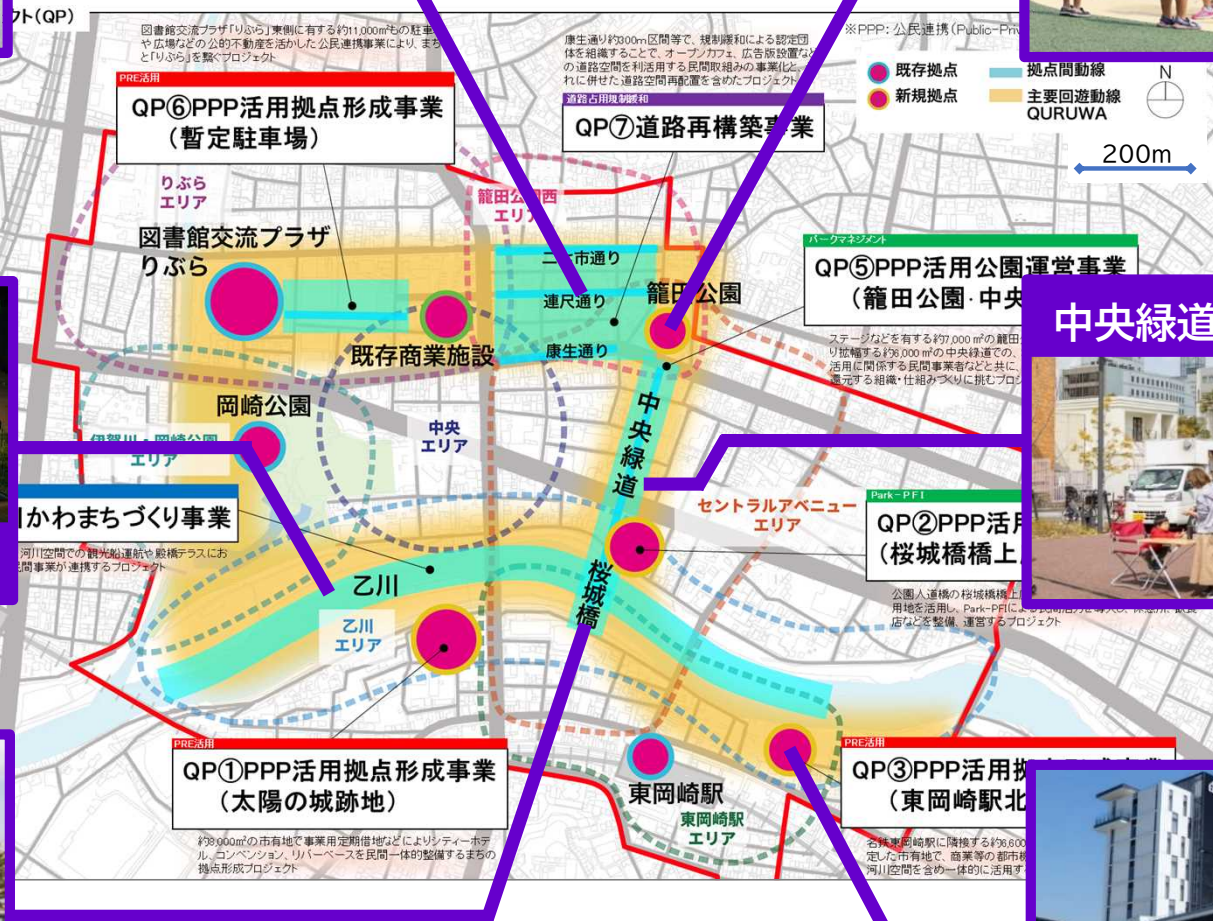 クト(QP)
図書館交流プラザ「りぶら」東側に有する約11,000㎡もの駐車
や広場などの公的不動産を活かした公民連携事業により、まち
と「りぶら」を繋ぐプロジェクト
PRE活用
QP⑥PPP活用拠点形成事業
（暫定駐車場）
康生通り約300m区間等で、規制緩和による認定団
体を組織することで、オープンカフェ、広告版設置など
の道路空間を利活用する民間取組みの事業化と、
れに併せた道路空間再配置を含めたプロジェクト
道路占用規制緩和
QP⑦道路再構築事業
※PPP: 公民連携(Public-Priv
既存拠点
新規拠点
拠点間動線
主要回遊動線
QURUWA
N
200m
りぶら
エリア
籠田公園西
エリア
図書館交流プラザ
りぶら
二七市通り
連尺通り
康生通り
籠田公園
既存商業施設
パークマネジメント
QP⑤PPP活用公園運営事業
（籠田公園・中央
ステージなどを有する約7,000㎡の籠田
り拡幅する約6,000㎡の中央緑道での、
活用に関係する民間事業者などと共に、
還元する組織・仕組みづくりに挑むプロジ
中央緑道
岡崎公園
伊賀川・岡崎公園
エリア
中央
エリア
中央緑道
セントラルアベニュー
エリア
川かわまちづくり事業
河川空間での観光船運航や殿橋テラスにお
民間事業が連携するプロジェクト
Park-PFI
QP②PPP活用
（桜城橋橋上
公園人道橋の桜城橋橋上
用地を活用し、Park-PFIによ
店などを整備、運営するプロジェクト
乙川
桜城橋
乙川
エリア
PRE活用
QP①PPP活用拠点形成事業
（太陽の城跡地）
約8,000㎡の市有地で事業用定期借地などによりシティーホテ
ル、コンベンション、リバーベースを民間一体的整備するまちの
拠点形成プロジェクト
東岡崎駅
東岡崎駅
エリア
PRE活用
QP③PPP活用拠点形成事業
（東岡崎駅北
名鉄東岡崎駅に隣接する約6,600
定した市有地で、商業等の都市機
河川空間を含め一体的に活用す